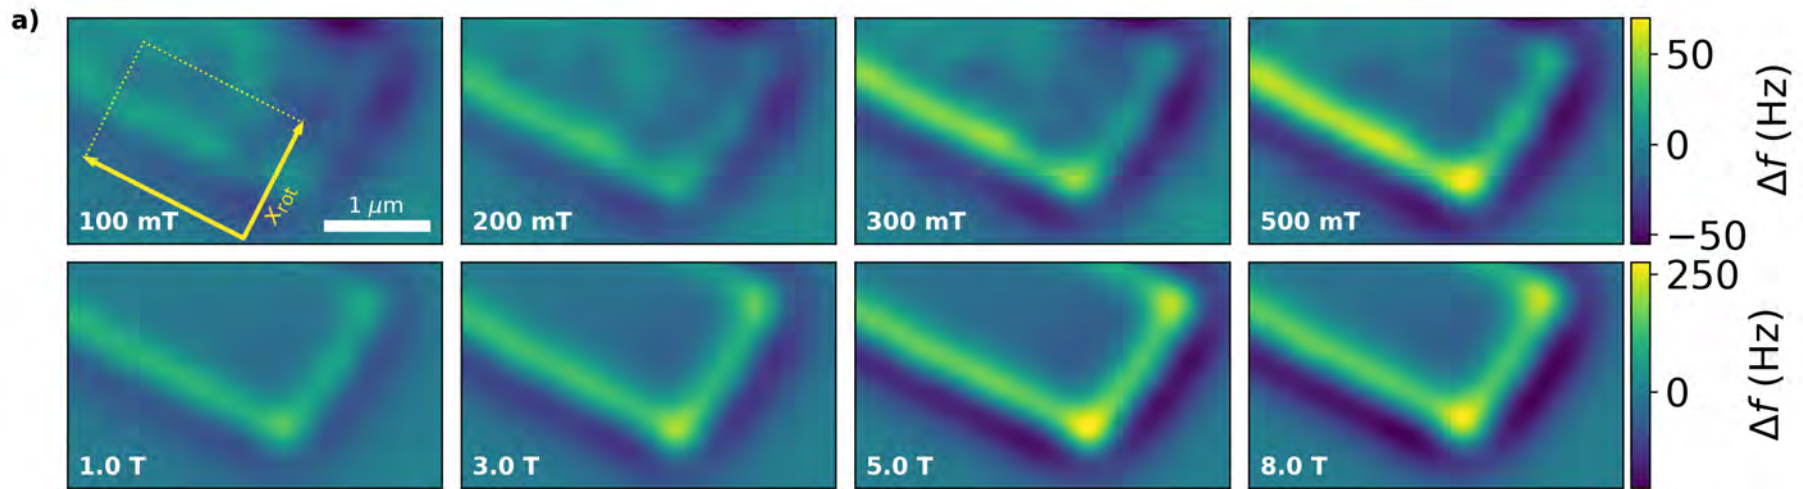 a)
Xrot
1 μm
100 mT
200 mT
300 mT
500 mT
50
0
−50
Δf (Hz)
1.0 T
3.0 T
5.0 T
8.0 T
250
0
Δf (Hz)